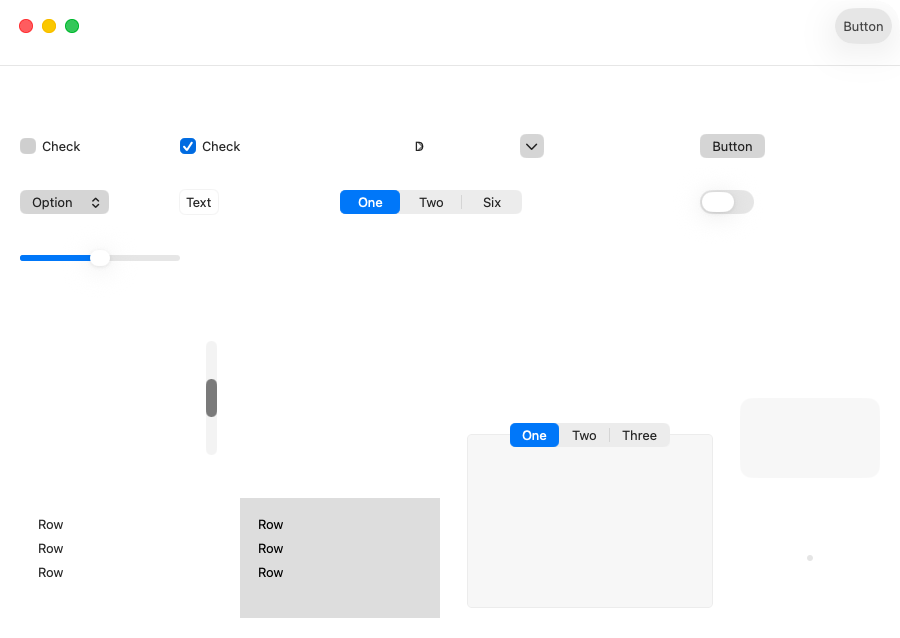 Button
Check
Check
Button
Option
Text
One
Two
Six
One
Two
Three
Row
Row
Row
Row
Row
Row